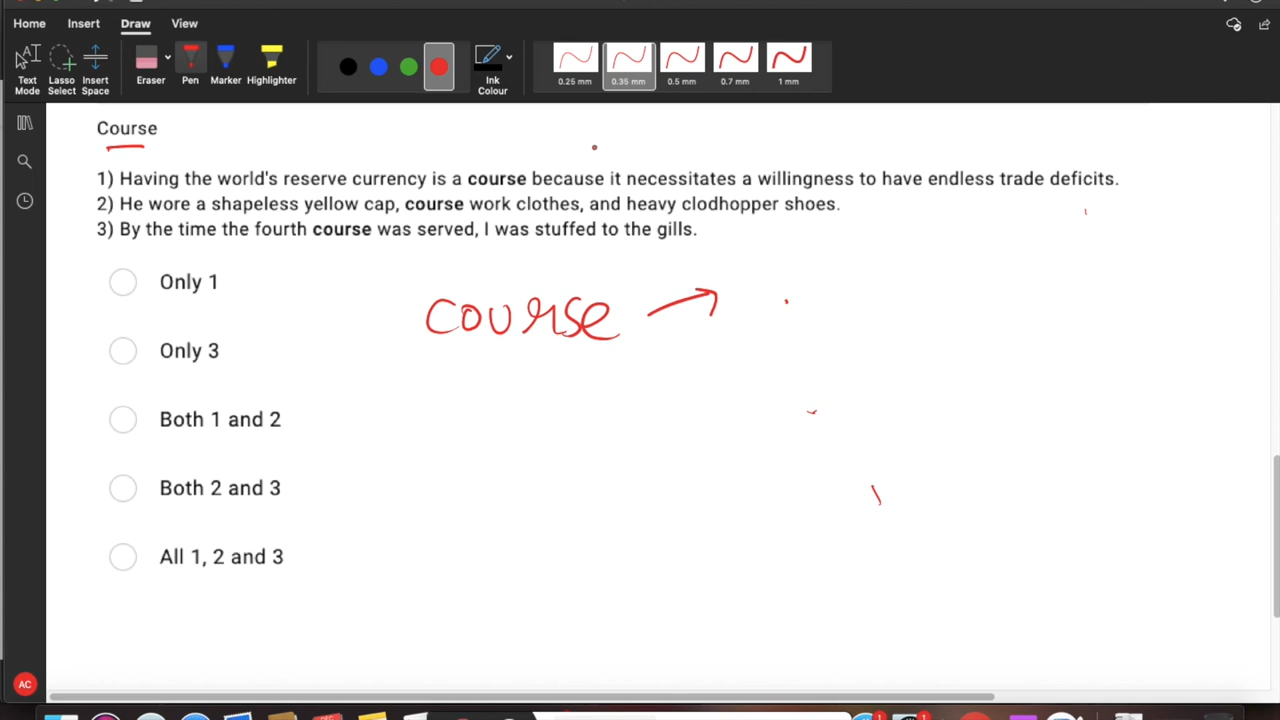 Home Insert Draw View
Text Mode
Lasso Select
Insert Space
Eraser
Pen
Marker
Highlighter
Ink Colour
0.25 mm
0.35 mm
0.5 mm
0.7 mm
1 mm
Course
1) Having the world's reserve currency is a course because it necessitates a willingness to have endless trade deficits.
2) He wore a shapeless yellow cap, course work clothes, and heavy clodhopper shoes.
3) By the time the fourth course was served, I was stuffed to the gills.
Only 1
course
Only 3
Both 1 and 2
Both 2 and 3
All 1, 2 and 3
AC